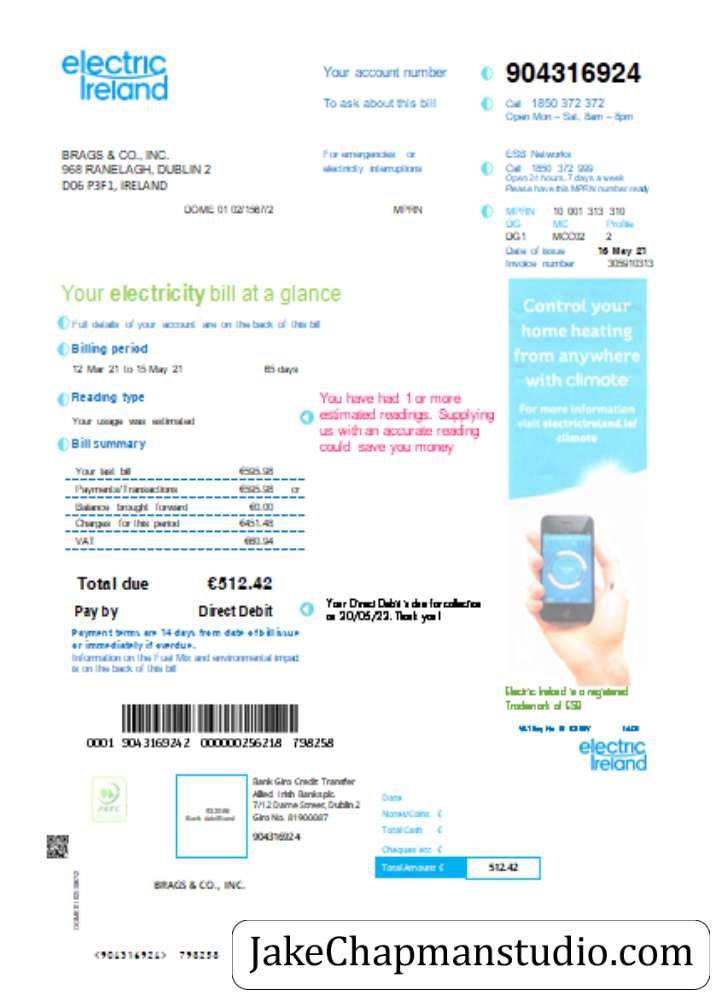 electric
Ireland
Your account number 904316924
To ask about this bill Call 1850 372 372
Open Mon – Sat, 8am – 8pm
BRAGS & CO., INC.
968 RANELAGH, DUBLIN 2
D06 P3F1, IRELAND
For emergencies or
electricity interruptions
ESB Networks
Call 1850 372 999
Open 24 hours, 7 days a week
Please have this MPRN number ready
MPRN
MPRN 10 001 313 310
DG MC Profile
DG1 MCC02 2
Date of issue 16 May 21
Invoice number 305910313
Your electricity bill at a glance
Full details of your account are on the back of this bill
Billing period
12 Mar 21 to 15 May 21 65 days
Reading type
Your usage was estimated
You have had 1 or more
estimated readings. Supplying
us with an accurate reading
could save you money
Bill summary
Your last bill €595.98
Payments/Transactions €595.98 cr
Balance brought forward €0.00
Charges for this period €451.48
VAT €60.94
Total due €512.42
Pay by Direct Debit
Your Direct Debit is due for collection
on 30/05/22. Thank you!
Payment terms are 14 days from date of bill issue
or immediately if overdue.
Information on the Fuel Mix and environmental impact
is on the back of this bill
Control your
home heating
from anywhere
with climote
For more information
visit electricireland.ie/
climote
Electric Ireland is a registered
Trademark of ESB
electric
Ireland
0001 9043169242 000000256218 798258
PEFC
Bank Giro Credit Transfer
Allied Irish Banks plc.
7/12 Dame Street, Dublin 2
Giro No. 81900087
904316924
Date
Notes/Coins €
Total Cash €
Cheques etc €
Total Amount € 512.42
BRAGS & CO., INC.
<904316924> 798258
JakeChapmanstudio.com